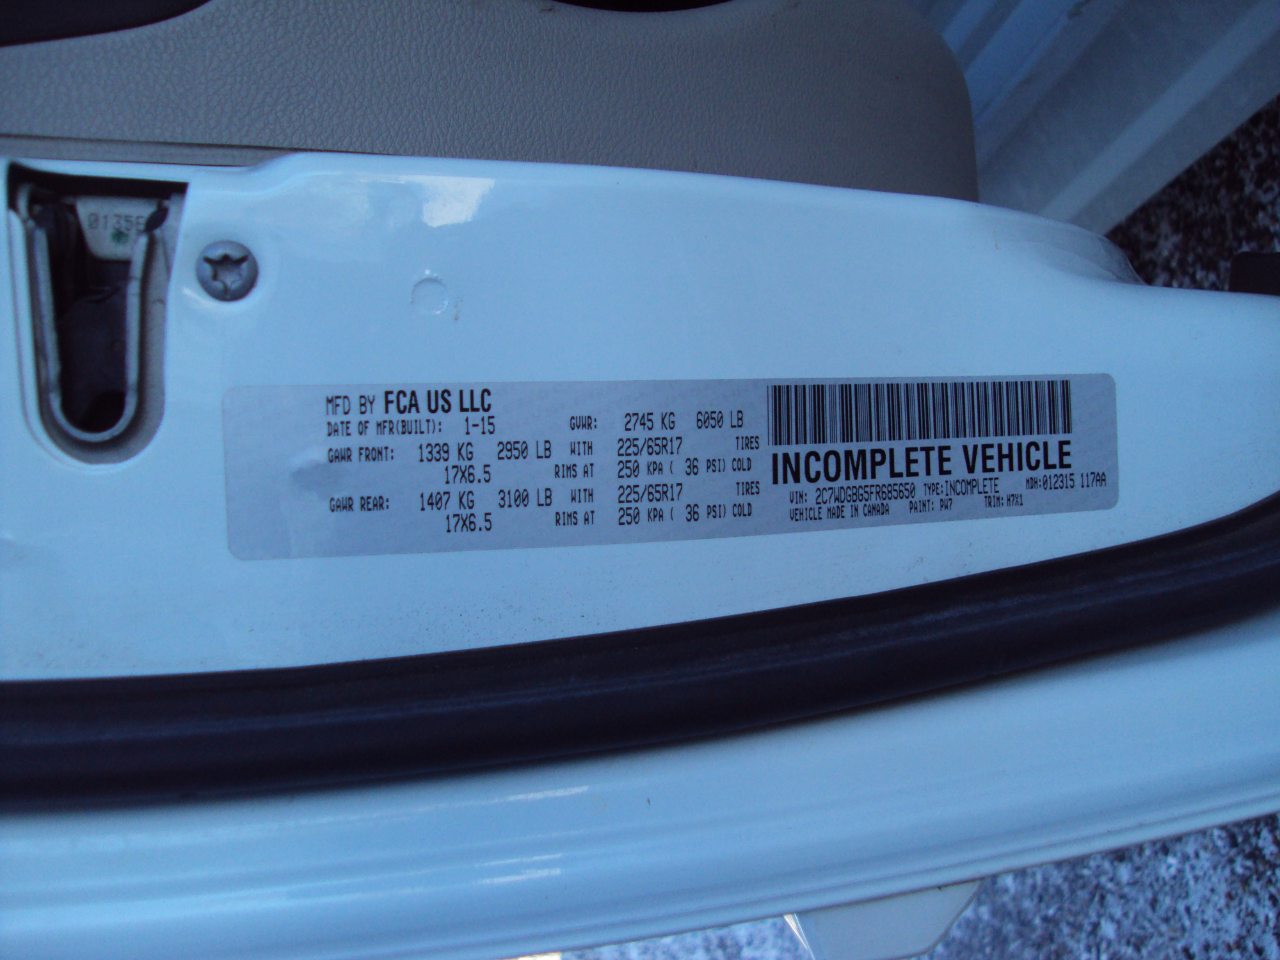 0135
MFD BY FCA US LLC
DATE OF MFR(BUILT): 1-15 GVWR: 2745 KG 6050 LB
GAWR FRONT: 1339 KG 2950 LB WITH 225/65R17 TIRES
17X6.5 RIMS AT 250 KPA ( 36 PSI) COLD
GAWR REAR: 1407 KG 3100 LB WITH 225/65R17 TIRES
17X6.5 RIMS AT 250 KPA ( 36 PSI) COLD
INCOMPLETE VEHICLE
VIN: 2C7WDGBG5FR685650 TYPE: INCOMPLETE MDH: 012315 117AA
VEHICLE MADE IN CANADA PAINT: PW7 TRIM: H7X1